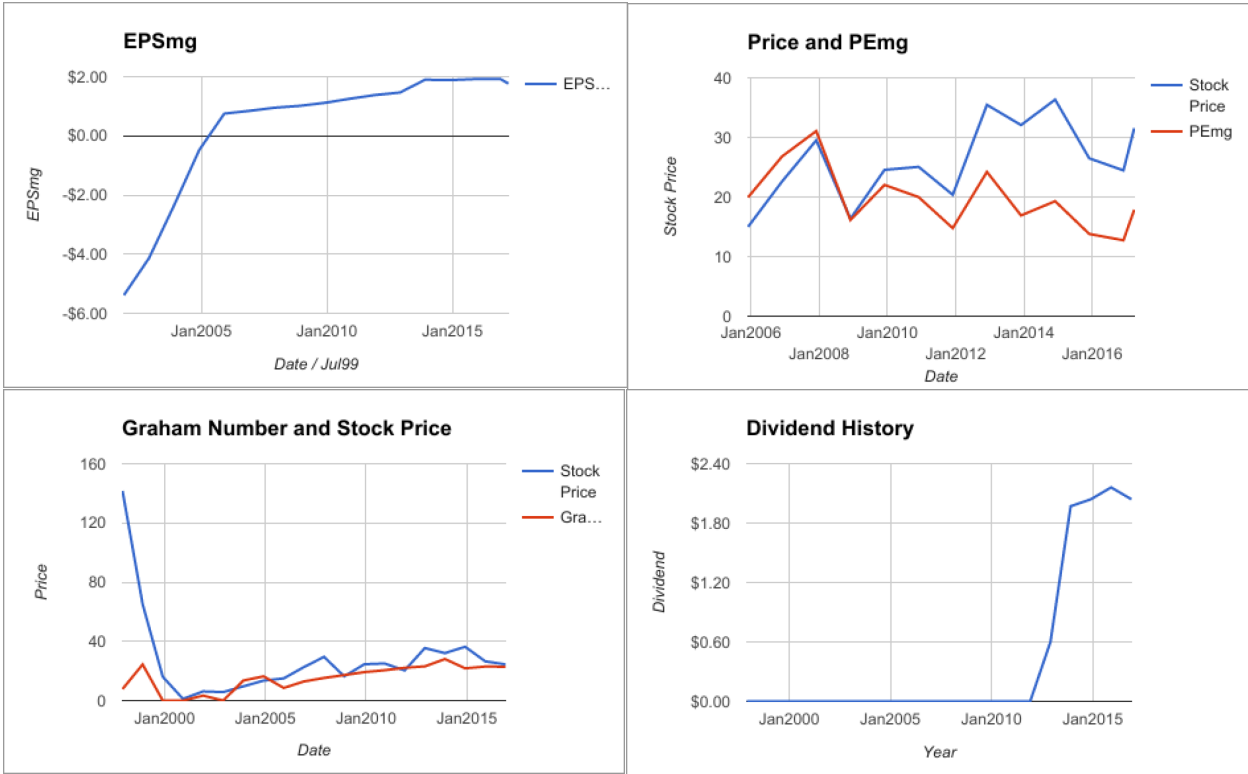 EPSmg
$2.00
$0.00
-$2.00
-$4.00
-$6.00
EPSmg
Jan2005 Jan2010 Jan2015
Date / Jul99
EPS…
Price and PEmg
40
30
20
10
0
Stock Price
Jan2006 Jan2010 Jan2014
Jan2008 Jan2012 Jan2016
Date
Stock
Price
PEmg
Graham Number and Stock Price
160
120
80
40
0
Price
Jan2000 Jan2005 Jan2010 Jan2015
Date
Stock
Price
Gra…
Dividend History
$2.40
$1.80
$1.20
$0.60
$0.00
Dividend
Jan2000 Jan2005 Jan2010 Jan2015
Year